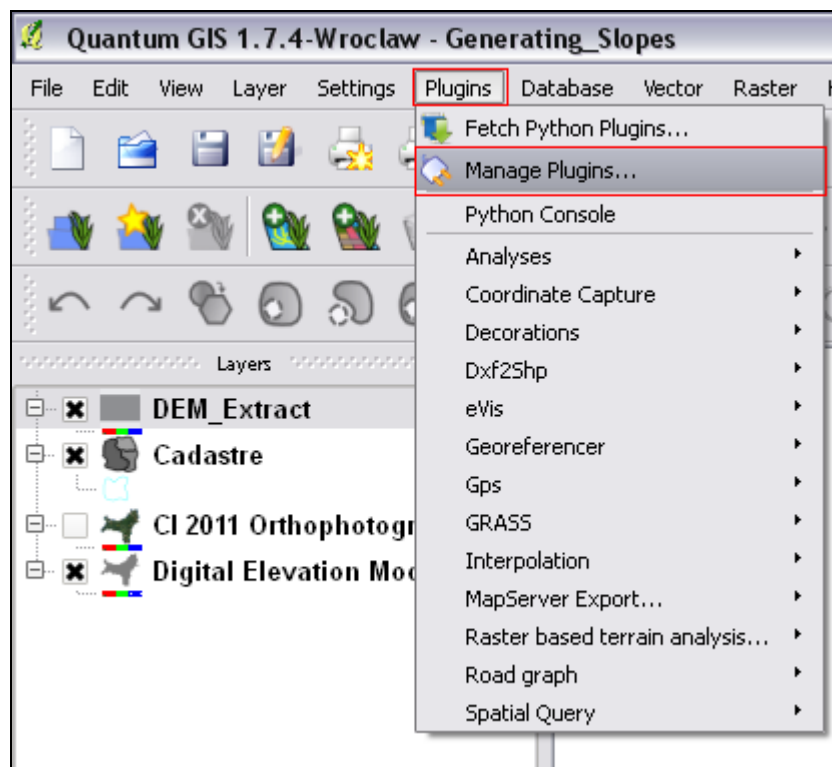 Quantum GIS 1.7.4-Wroclaw - Generating_Slopes
File Edit View Layer Settings Plugins Database Vector Raster
Fetch Python Plugins...
Manage Plugins...
Python Console
Analyses
Coordinate Capture
Decorations
Dxf2Shp
eVis
Georeferencer
Gps
GRASS
Interpolation
MapServer Export...
Raster based terrain analysis...
Road graph
Spatial Query
Layers
DEM_Extract
Cadastre
CI 2011 Orthophotogr
Digital Elevation Mod